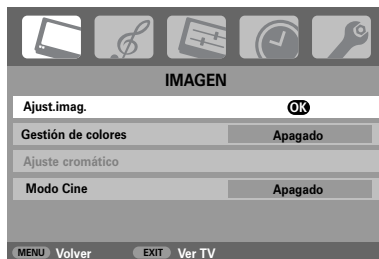 IMAGEN
Ajust.imag. OK
Gestión de colores Apagado
Ajuste cromático
Modo Cine Apagado
MENU Volver EXIT Ver TV